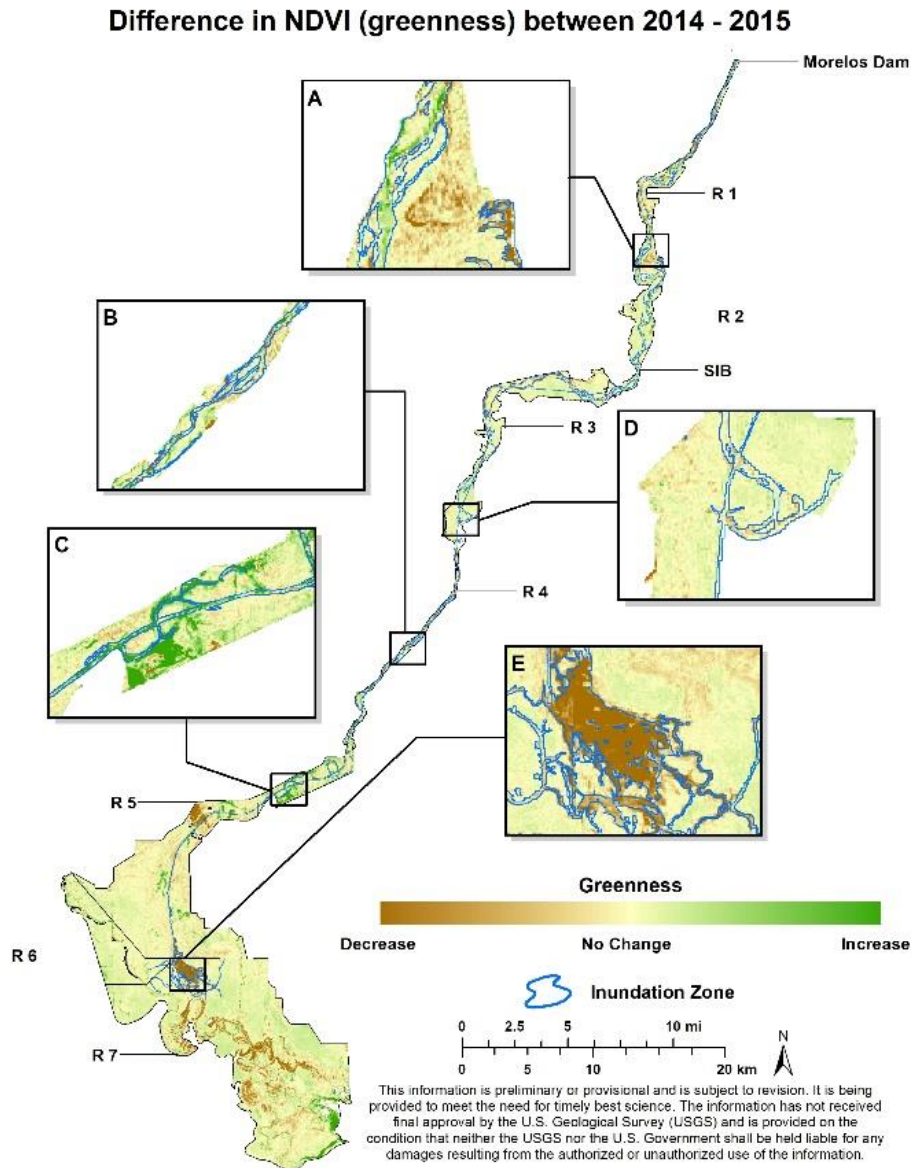 Difference in NDVI (greenness) between 2014 - 2015
Morelos Dam
A
R 1
B
R 2
SIB
R 3
D
C
R 4
E
R 5
Greenness
Decrease No Change Increase
R 6
Inundation Zone
0 2.5 5 10 mi
N
R 7
0 5 10 20 km
This information is preliminary or provisional and is subject to revision. It is being
provided to meet the need for timely best science. The information has not received
final approval by the U.S. Geological Survey (USGS) and is provided on the
condition that neither the USGS nor the U.S. Government shall be held liable for any
damages resulting from the authorized or unauthorized use of the information.